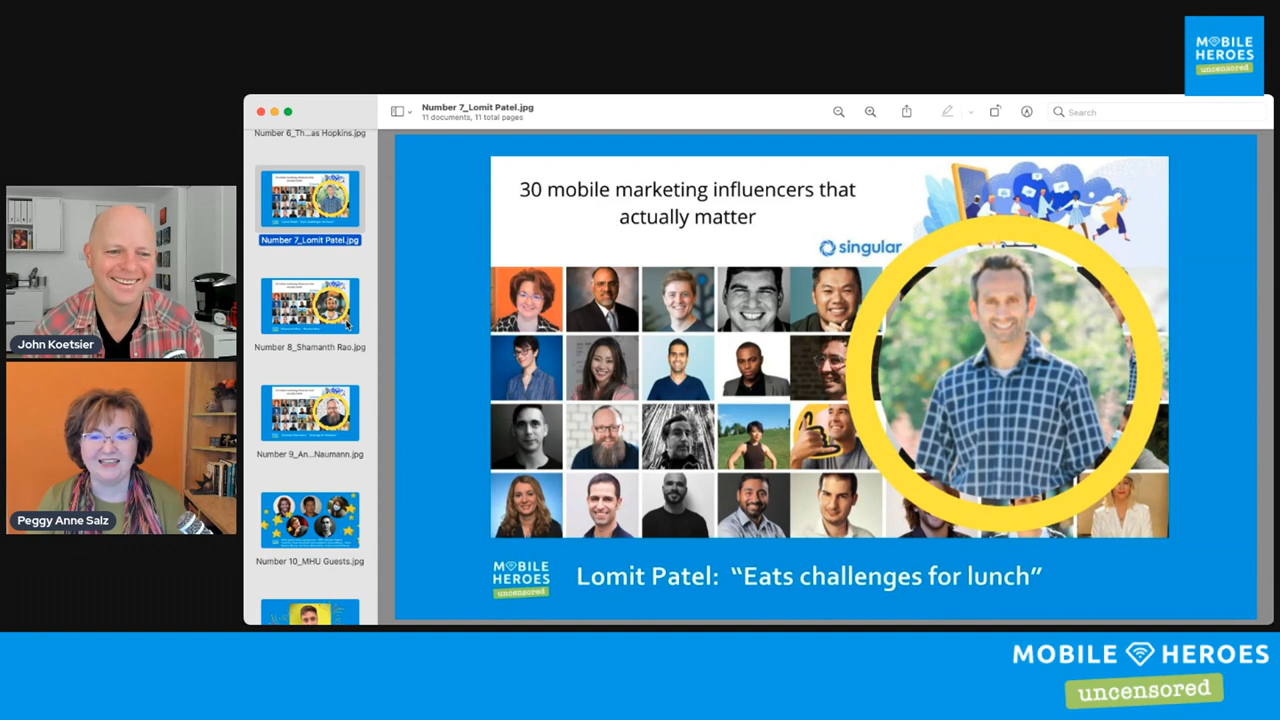 MOBILE
HEROES
uncensored
Number 7_Lomit Patel.jpg
11 documents, 11 total pages
Search
Number 6_Th...as Hopkins.jpg
Number 7_Lomit Patel.jpg
Number 8_Shamanth Rao.jpg
Number 9_An...Naumann.jpg
Number 10_MHU Guests.jpg
30 mobile marketing influencers that
actually matter
singular
MOBILE
HEROES
uncensored
Lomit Patel: “Eats challenges for lunch”
John Koetsier
Peggy Anne Salz
MOBILE HEROES
uncensored